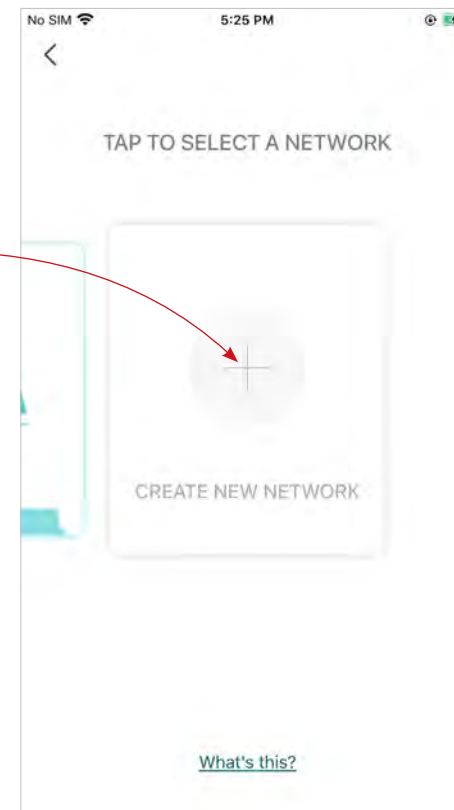 No SIM 5:25 PM
TAP TO SELECT A NETWORK
CREATE NEW NETWORK
What's this?